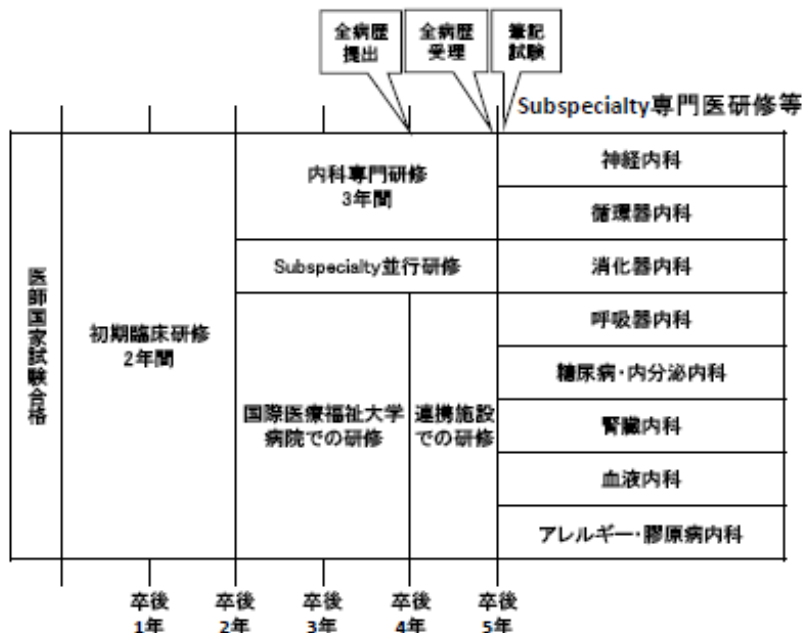 全病歴
提出
全病歴
受理
筆記
試験
Subspecialty専門医研修等
医師国家試験合格
初期臨床研修
2年間
内科専門研修
3年間
Subspecialty並行研修
国際医療福祉大学
病院での研修
連携施設
での研修
神経内科
循環器内科
消化器内科
呼吸器内科
糖尿病・内分泌内科
腎臓内科
血液内科
アレルギー・膠原病内科
卒後
1年
卒後
2年
卒後
3年
卒後
4年
卒後
5年